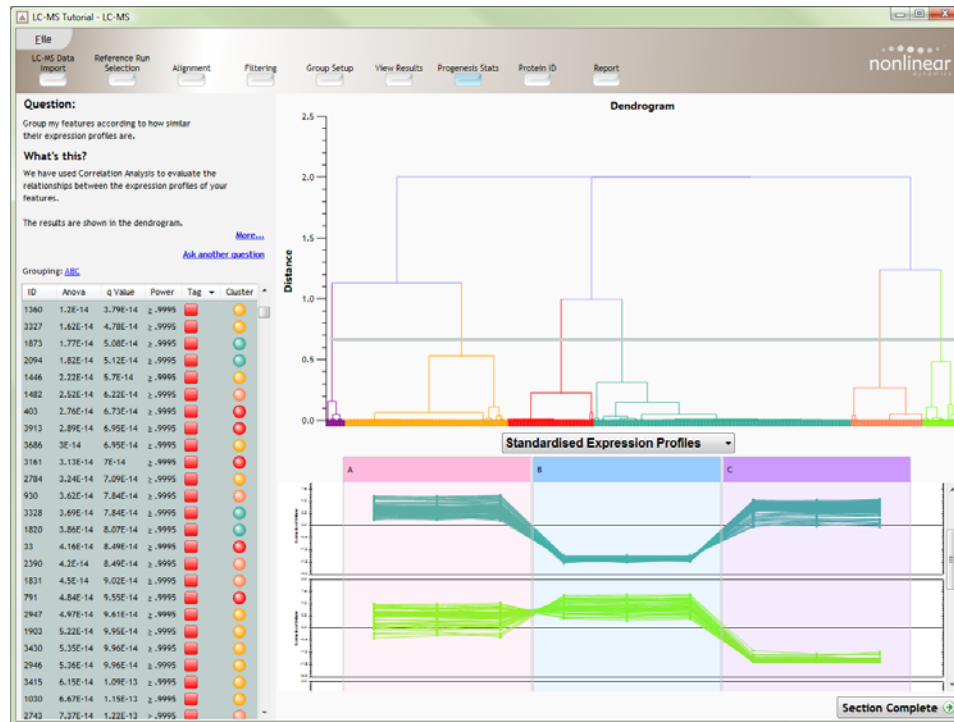 LC-MS Tutorial - LC-MS
File
LC-MS Data Import
Reference Run Selection
Alignment
Filtering
Group Setup
View Results
Progenesis Stats
Protein ID
Report
nonlinear
dynamics
Question:
Group my features according to how similar
their expression profiles are.
What's this?
We have used Correlation Analysis to evaluate the
relationships between the expression profiles of your
features.
The results are shown in the dendrogram.
More...
Ask another question
Grouping: ABC
ID Anova q Value Power Tag Cluster
1360 1.2E-14 3.79E-14 ≥ .9995
3327 1.62E-14 4.78E-14 ≥ .9995
1873 1.77E-14 5.08E-14 ≥ .9995
2094 1.82E-14 5.12E-14 ≥ .9995
1446 2.22E-14 5.7E-14 ≥ .9995
1482 2.52E-14 6.22E-14 ≥ .9995
403 2.76E-14 6.73E-14 ≥ .9995
3913 2.89E-14 6.95E-14 ≥ .9995
3686 3E-14 6.95E-14 ≥ .9995
3161 3.13E-14 7E-14 ≥ .9995
2784 3.24E-14 7.09E-14 ≥ .9995
930 3.62E-14 7.84E-14 ≥ .9995
3328 3.69E-14 7.84E-14 ≥ .9995
1820 3.86E-14 8.07E-14 ≥ .9995
33 4.16E-14 8.49E-14 ≥ .9995
2390 4.2E-14 8.49E-14 ≥ .9995
1831 4.5E-14 9.02E-14 ≥ .9995
791 4.84E-14 9.55E-14 ≥ .9995
2947 4.97E-14 9.61E-14 ≥ .9995
1903 5.22E-14 9.95E-14 ≥ .9995
3430 5.35E-14 9.96E-14 ≥ .9995
2946 5.36E-14 9.96E-14 ≥ .9995
3415 6.15E-14 1.09E-13 ≥ .9995
1030 6.67E-14 1.15E-13 ≥ .9995
2743 7.37E-14 1.22E-13 > .9995
Dendrogram
Distance
2.5
2.0
1.5
1.0
0.5
0.0
Standardised Expression Profiles
A B C
Section Complete